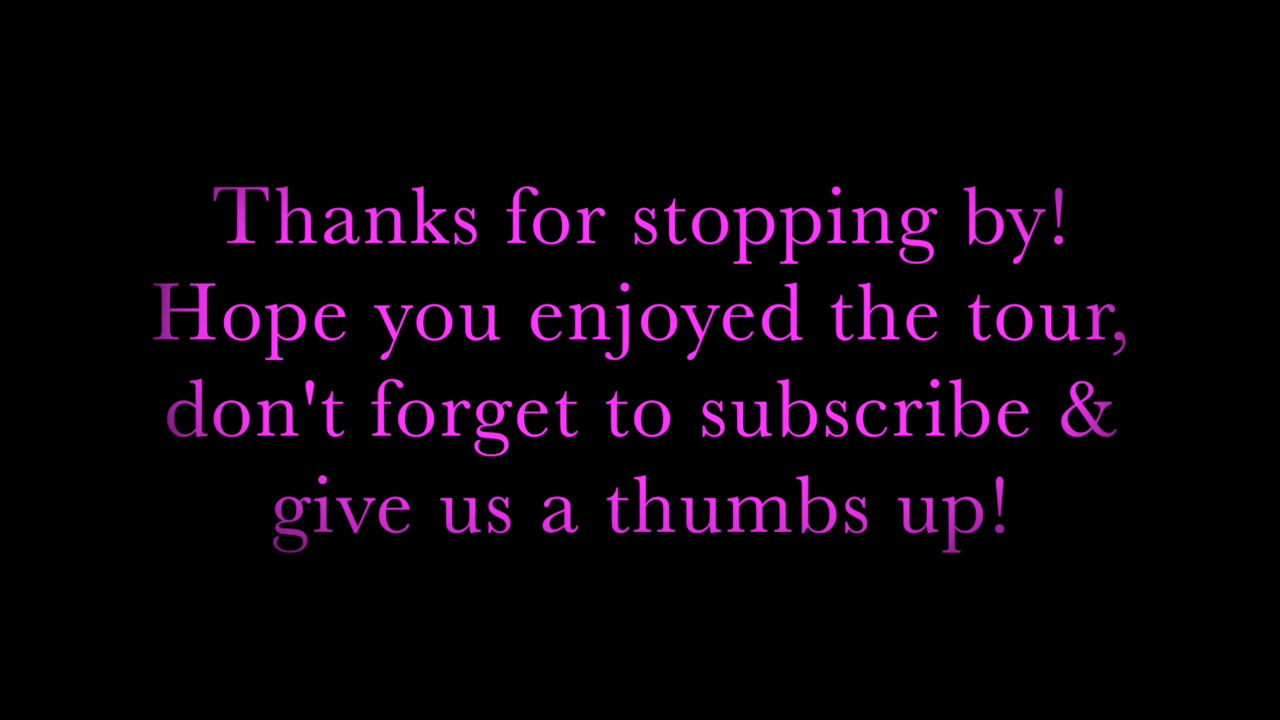 Thanks for stopping by!
Hope you enjoyed the tour,
don't forget to subscribe &
give us a thumbs up!